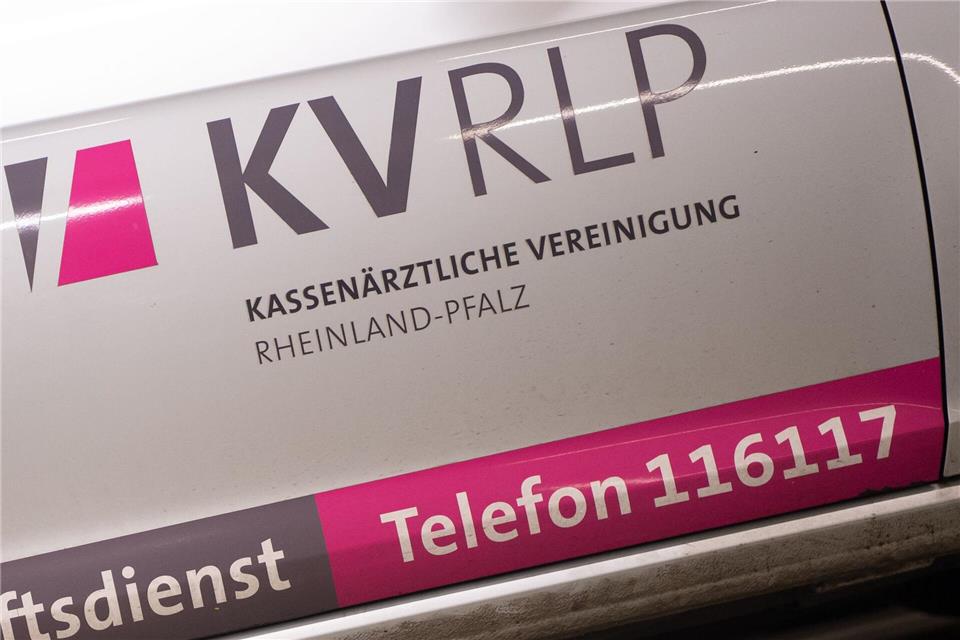 KVRLP
KASSENÄRZTLICHE VEREINIGUNG
RHEINLAND-PFALZ
ftsdienst Telefon 116117